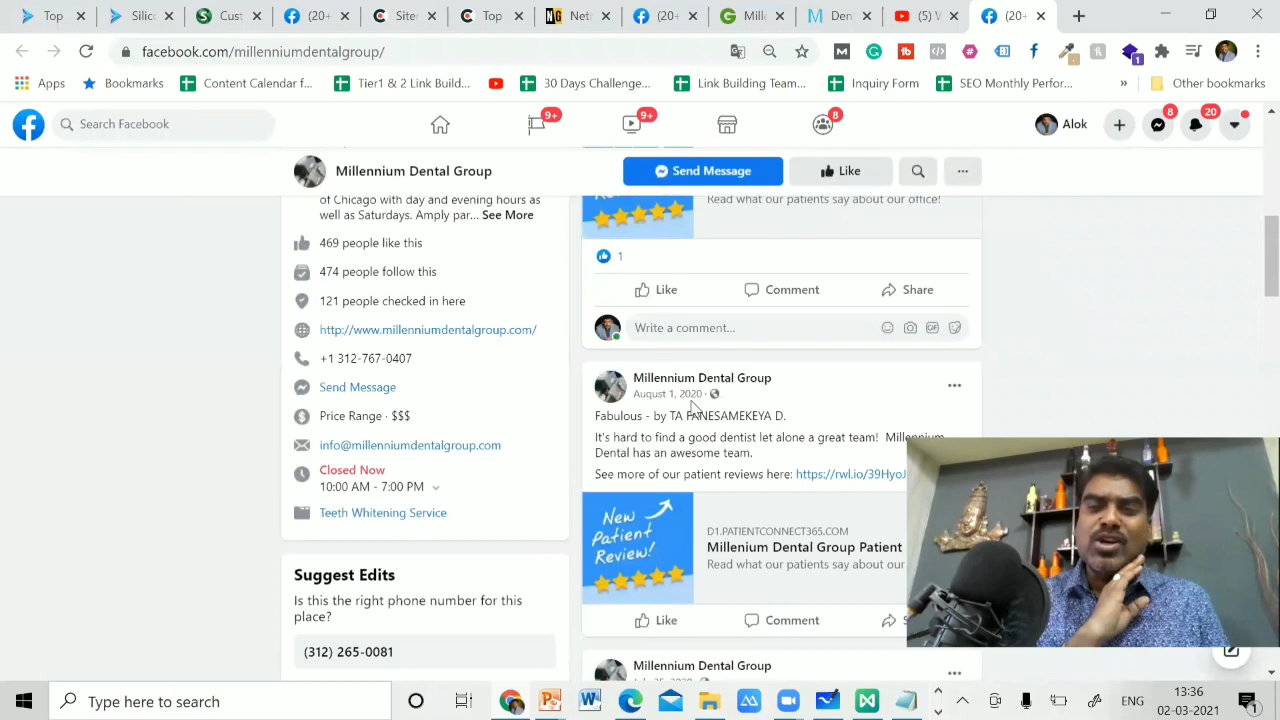 Top
Silic
Cust
(20+
Site
Top
NG
Net
(20+
Mille
Den
(5) V
(20+
facebook.com/millenniumdentalgroup/
Apps
Bookmarks
Content Calendar f...
Tier1 & 2 Link Build...
30 Days Challenge...
Link Building Team...
Inquiry Form
SEO Monthly Perfor...
»
Other bookmarks
Search Facebook
9+
9+
8
Alok
8
20
Millennium Dental Group
Send Message
Like
of Chicago with day and evening hours as
well as Saturdays. Amply par... See More
469 people like this
474 people follow this
121 people checked in here
http://www.millenniumdentalgroup.com/
+1 312-767-0407
Send Message
Price Range · $$$
info@millenniumdentalgroup.com
Closed Now
10:00 AM - 7:00 PM
Teeth Whitening Service
Suggest Edits
Is this the right phone number for this
place?
(312) 265-0081
Read what our patients say about our office!
1
Like
Comment
Share
Write a comment...
GIF
Millennium Dental Group
August 1, 2020 ·
Fabulous - by TA D.
It's hard to find a good dentist let alone a great team! Millennium
Dental has an awesome team.
See more of our patient reviews here: https://rwl.io/39HyoJ
New
Patient
Review!
D1.PATIENTCONNECT365.COM
Millenium Dental Group Patient
Read what our patients say about our
Like
Comment
Millennium Dental Group
Type here to search
ENG
13:36
02-03-2021
1